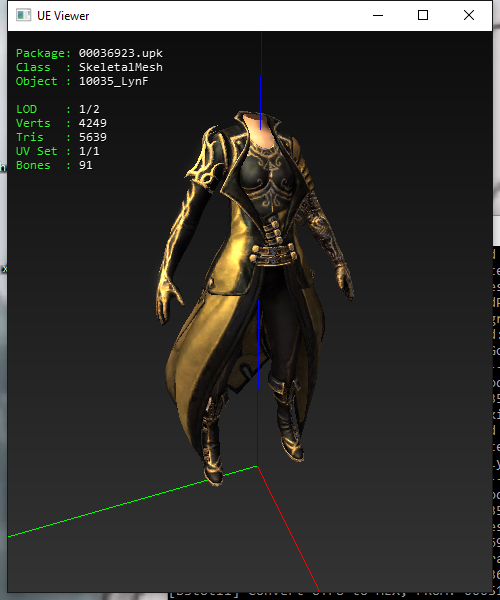 UE Viewer
Package: 00036923.upk
Class : SkeletalMesh
Object : 10035_LynF
LOD : 1/2
Verts : 4249
Tris : 5639
UV Set : 1/1
Bones : 91